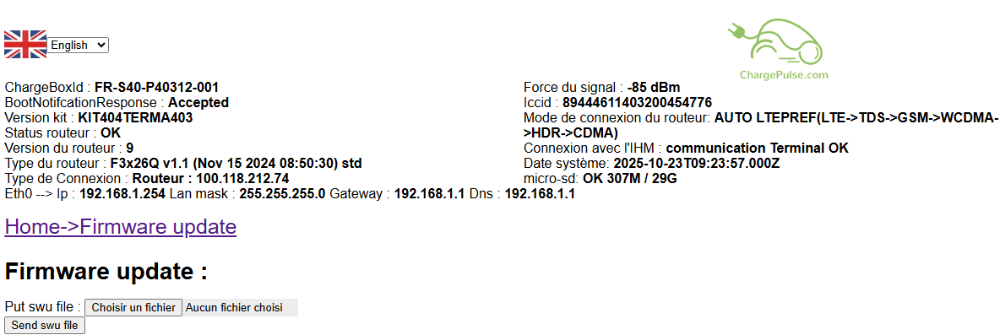 English
ChargePulse.com
ChargeBoxId : FR-S40-P40312-001
BootNotifcationResponse : Accepted
Version kit : KIT404TERMA403
Status routeur : OK
Version du routeur : 9
Type du routeur : F3x26Q v1.1 (Nov 15 2024 08:50:30) std
Type de Connexion : Routeur : 100.118.212.74
Force du signal : -85 dBm
Iccid : 89444611403200454776
Mode de connexion du routeur: AUTO LTEPREF(LTE->TDS->GSM->WCDMA-
>HDR->CDMA)
Connexion avec l'IHM : communication Terminal OK
Date système: 2025-10-23T09:23:57.000Z
micro-sd: OK 307M / 29G
Eth0 --> Ip : 192.168.1.254 Lan mask : 255.255.255.0 Gateway : 192.168.1.1 Dns : 192.168.1.1
Home->Firmware update
Firmware update :
Put swu file : Choisir un fichier Aucun fichier choisi
Send swu file